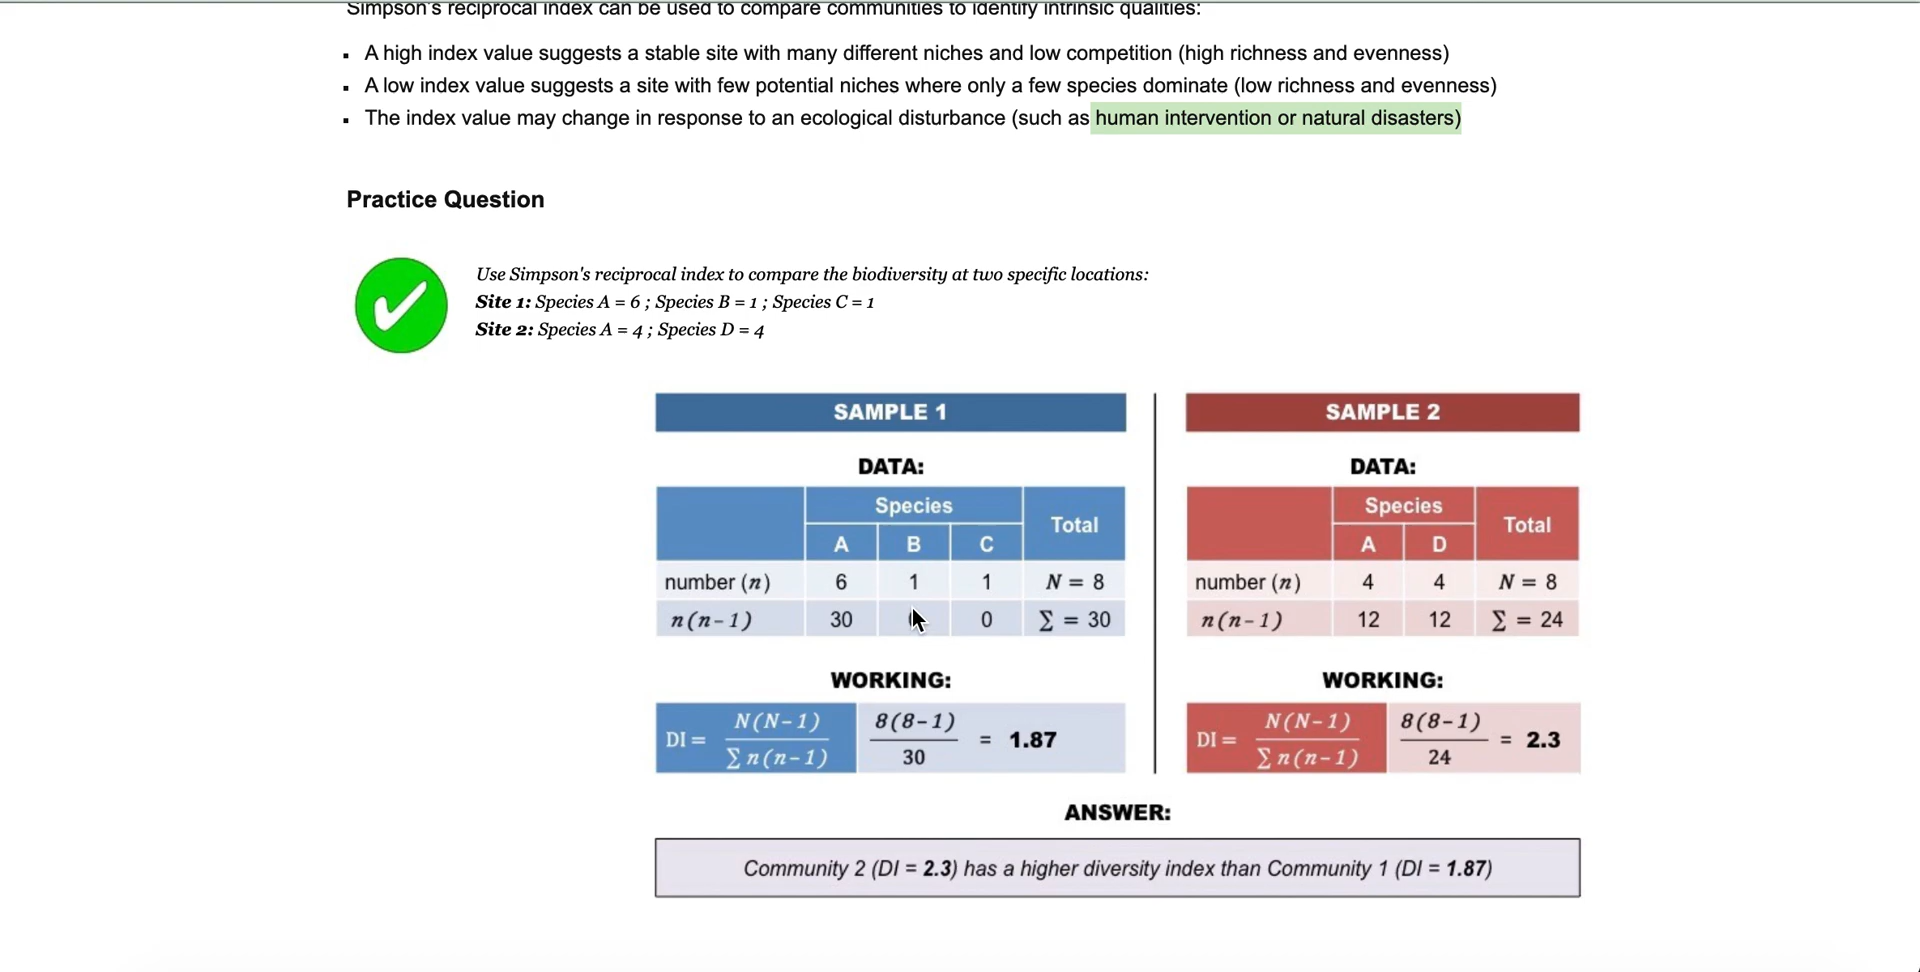 Simpson's reciprocal index can be used to compare communities to identify intrinsic qualities:
▪ A high index value suggests a stable site with many different niches and low competition (high richness and evenness)
▪ A low index value suggests a site with few potential niches where only a few species dominate (low richness and evenness)
▪ The index value may change in response to an ecological disturbance (such as human intervention or natural disasters)
Practice Question
Use Simpson's reciprocal index to compare the biodiversity at two specific locations:
Site 1: Species A = 6 ; Species B = 1 ; Species C = 1
Site 2: Species A = 4 ; Species D = 4
SAMPLE 1
DATA:
Species
Total
A B C
number (n) 6 1 1 N = 8
n(n-1) 30 0 Σ = 30
WORKING:
DI = N(N-1) / Σn(n-1) 8(8-1) / 30 = 1.87
SAMPLE 2
DATA:
Species
Total
A D
number (n) 4 4 N = 8
n(n-1) 12 12 Σ = 24
WORKING:
DI = N(N-1) / Σn(n-1) 8(8-1) / 24 = 2.3
ANSWER:
Community 2 (DI = 2.3) has a higher diversity index than Community 1 (DI = 1.87)